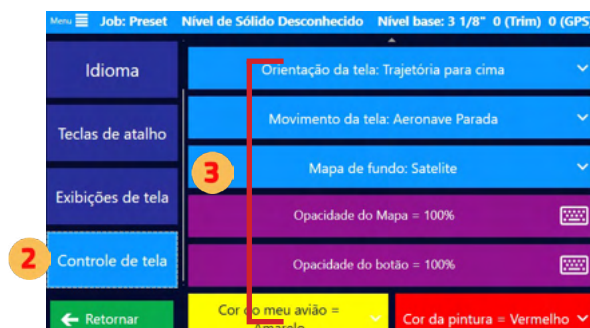 Menu Job: Preset Nível de Sólido Desconhecido Nível base: 3 1/8" 0 (Trim) 0 (GPS)
Idioma
Orientação da tela: Trajetória para cima
Teclas de atalho
Movimento da tela: Aeronave Parada
3
Mapa de fundo: Satelite
Exibições de tela
Opacidade do Mapa = 100%
2
Controle de tela
Opacidade do botão = 100%
Retornar
Cor do meu avião =
Amarelo
Cor da pintura = Vermelho